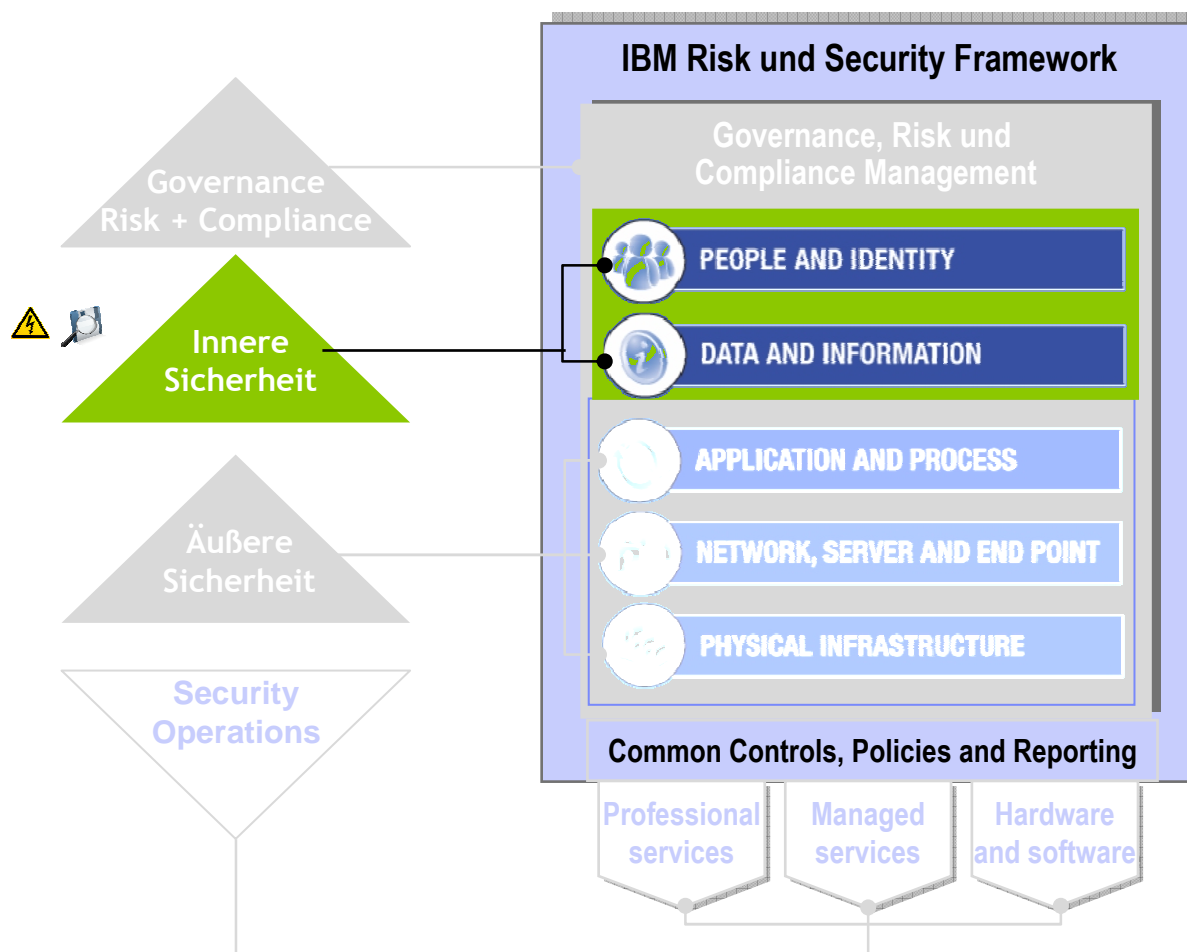 IBM Risk und Security Framework
Governance
Risk + Compliance
Innere
Sicherheit
Äußere
Sicherheit
Security
Operations
Governance, Risk und
Compliance Management
PEOPLE AND IDENTITY
DATA AND INFORMATION
APPLICATION AND PROCESS
NETWORK, SERVER AND END POINT
PHYSICAL INFRASTRUCTURE
Common Controls, Policies and Reporting
Professional
services
Managed
services
Hardware
and software